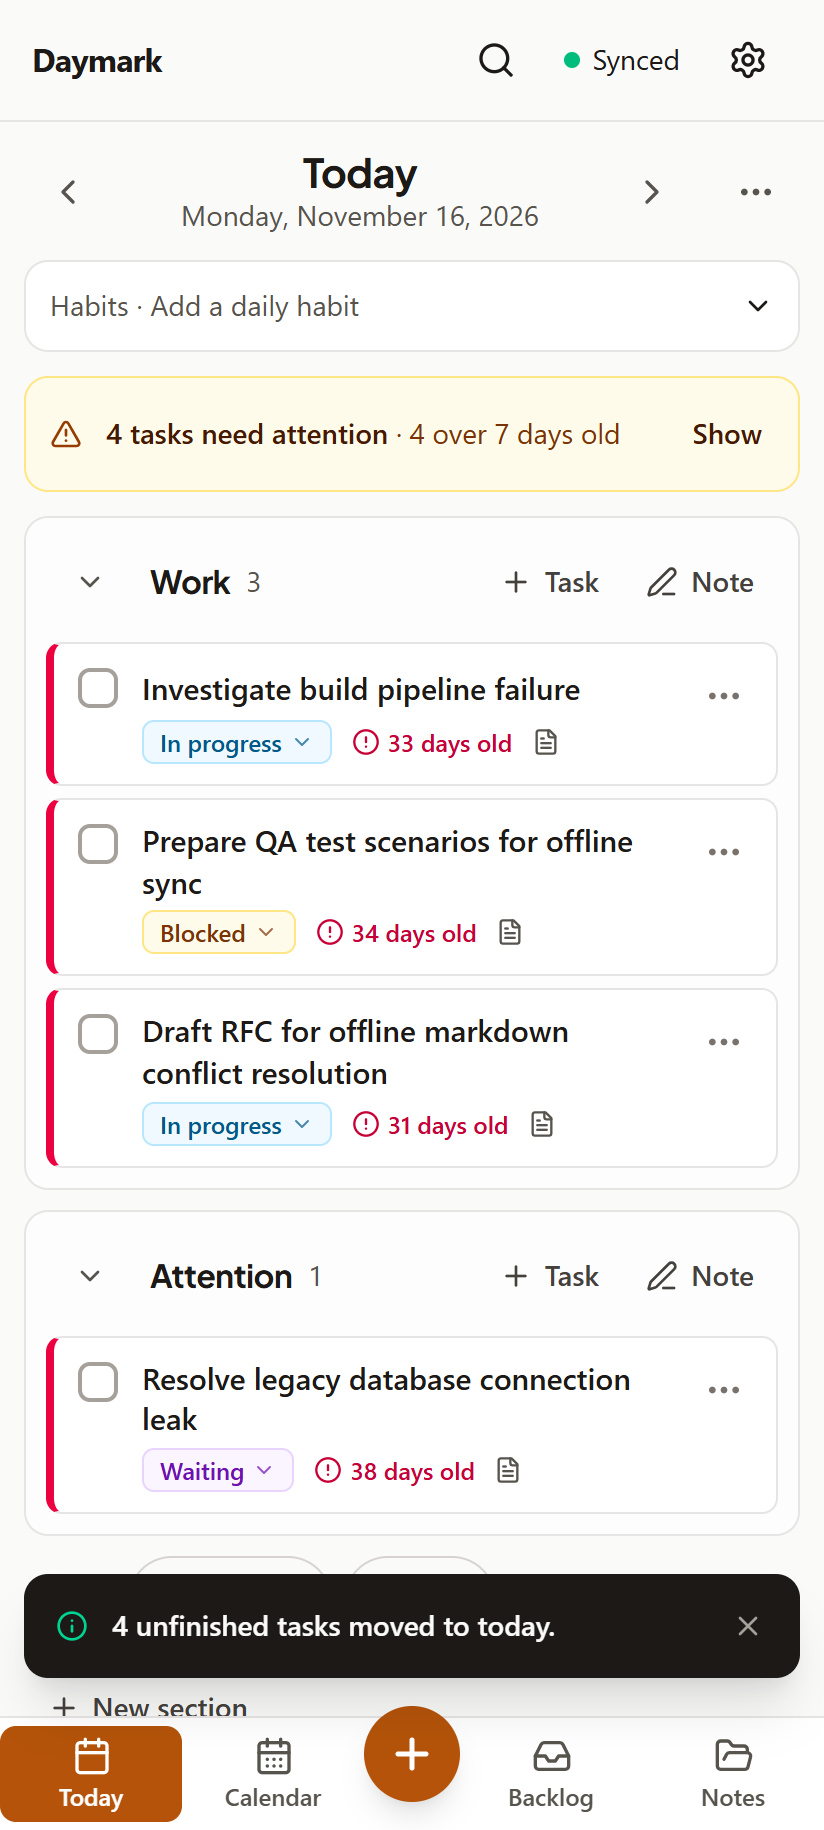 Daymark
Synced
Today
Monday, November 16, 2026
Habits · Add a daily habit
4 tasks need attention · 4 over 7 days old
Show
Work 3
Task
Note
Investigate build pipeline failure
In progress
33 days old
Prepare QA test scenarios for offline
sync
Blocked
34 days old
Draft RFC for offline markdown
conflict resolution
In progress
31 days old
Attention 1
Task
Note
Resolve legacy database connection
leak
Waiting
38 days old
4 unfinished tasks moved to today.
New section
Today
Calendar
Backlog
Notes